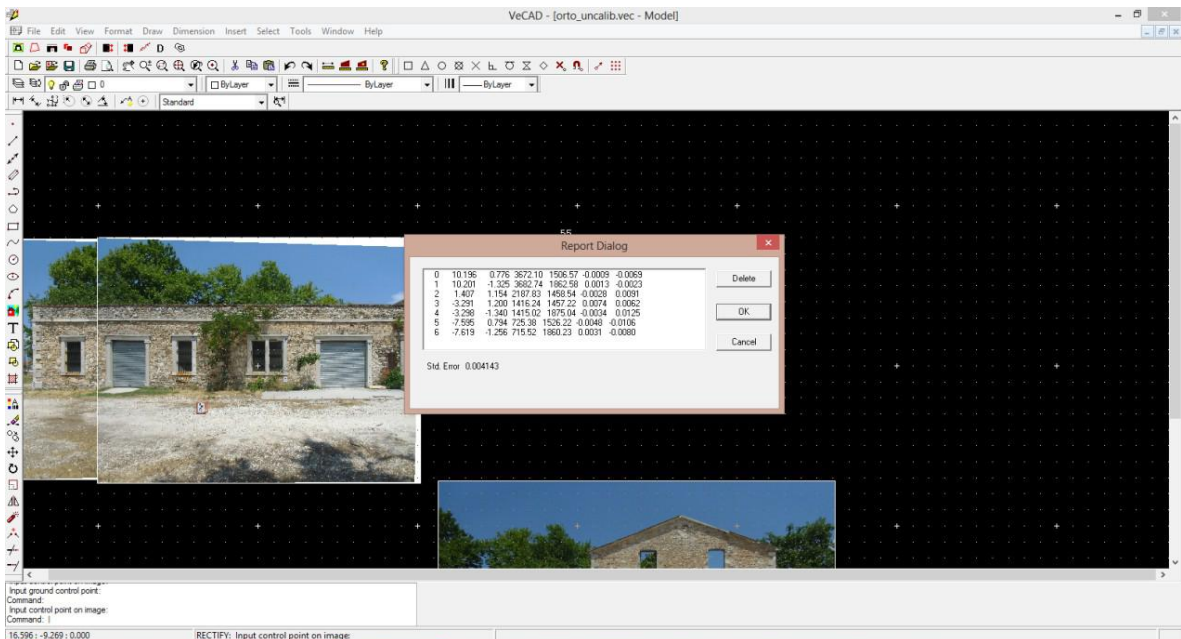 VeCAD - [orto_uncalib.vec - Model]
File Edit View Format Draw Dimension Insert Select Tools Window Help
D
0 ByLayer ByLayer ByLayer
Standard
55
Report Dialog
0 10.196 0.776 3672.10 1506.57 -0.0009 -0.0069
1 10.201 -1.325 3682.74 1862.58 0.0013 -0.0023
2 1.407 1.154 2187.83 1458.54 -0.0028 0.0091
3 -3.291 1.200 1416.24 1457.22 0.0074 0.0062
4 -3.298 -1.340 1415.02 1875.04 -0.0034 0.0125
5 -7.595 0.794 725.38 1526.22 -0.0048 -0.0106
6 -7.619 -1.256 715.52 1860.23 0.0031 -0.0080
Delete
OK
Cancel
Std. Error 0.004143
T
Input control point on image:
Input ground control point:
Command:
Input control point on image:
Command:
16.596 : -9.269 : 0.000 RECTIFY: Input control point on image: